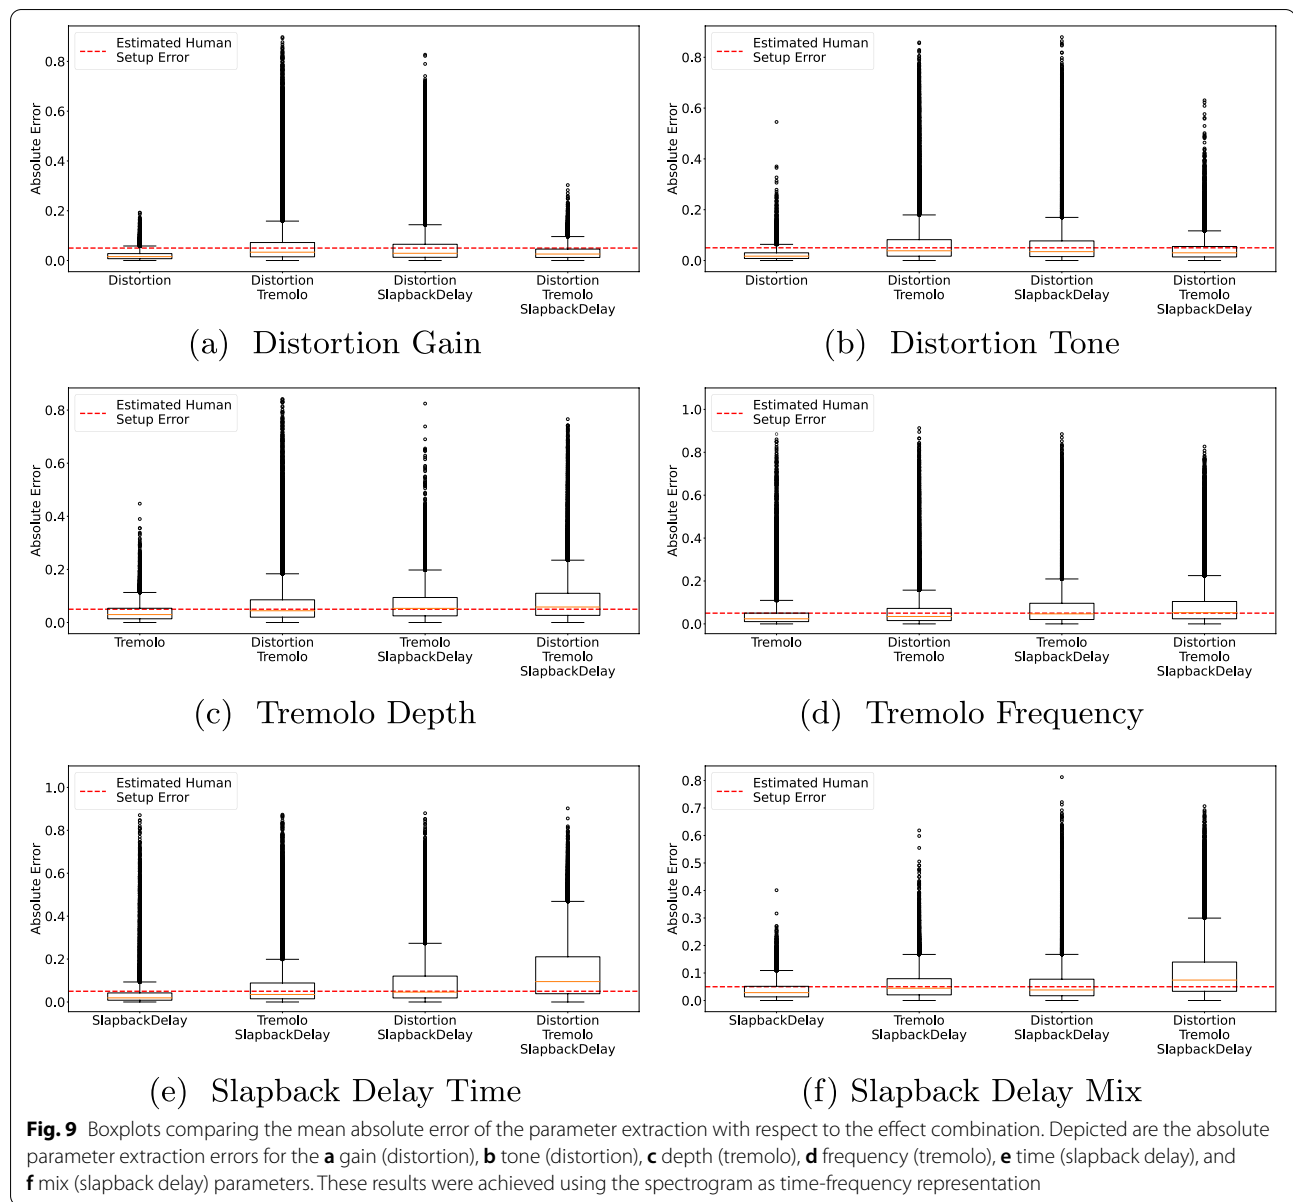 Estimated Human
Setup Error
Absolute Error
0.8
0.6
0.4
0.2
0.0
Distortion
Distortion
Tremolo
Distortion
SlapbackDelay
Distortion
Tremolo
SlapbackDelay
(a) Distortion Gain
Estimated Human
Setup Error
Absolute Error
0.8
0.6
0.4
0.2
0.0
Distortion
Distortion
Tremolo
Distortion
SlapbackDelay
Distortion
Tremolo
SlapbackDelay
(b) Distortion Tone
Estimated Human
Setup Error
Absolute Error
0.8
0.6
0.4
0.2
0.0
Tremolo
Distortion
Tremolo
Tremolo
SlapbackDelay
Distortion
Tremolo
SlapbackDelay
(c) Tremolo Depth
Estimated Human
Setup Error
Absolute Error
1.0
0.8
0.6
0.4
0.2
0.0
Tremolo
Distortion
Tremolo
Tremolo
SlapbackDelay
Distortion
Tremolo
SlapbackDelay
(d) Tremolo Frequency
Estimated Human
Setup Error
Absolute Error
1.0
0.8
0.6
0.4
0.2
0.0
SlapbackDelay
Tremolo
SlapbackDelay
Distortion
SlapbackDelay
Distortion
Tremolo
SlapbackDelay
(e) Slapback Delay Time
Estimated Human
Setup Error
Absolute Error
0.8
0.7
0.6
0.5
0.4
0.3
0.2
0.1
0.0
SlapbackDelay
Tremolo
SlapbackDelay
Distortion
SlapbackDelay
Distortion
Tremolo
SlapbackDelay
(f) Slapback Delay Mix
Fig. 9 Boxplots comparing the mean absolute error of the parameter extraction with respect to the effect combination. Depicted are the absolute
parameter extraction errors for the a gain (distortion), b tone (distortion), c depth (tremolo), d frequency (tremolo), e time (slapback delay), and
f mix (slapback delay) parameters. These results were achieved using the spectrogram as time-frequency representation